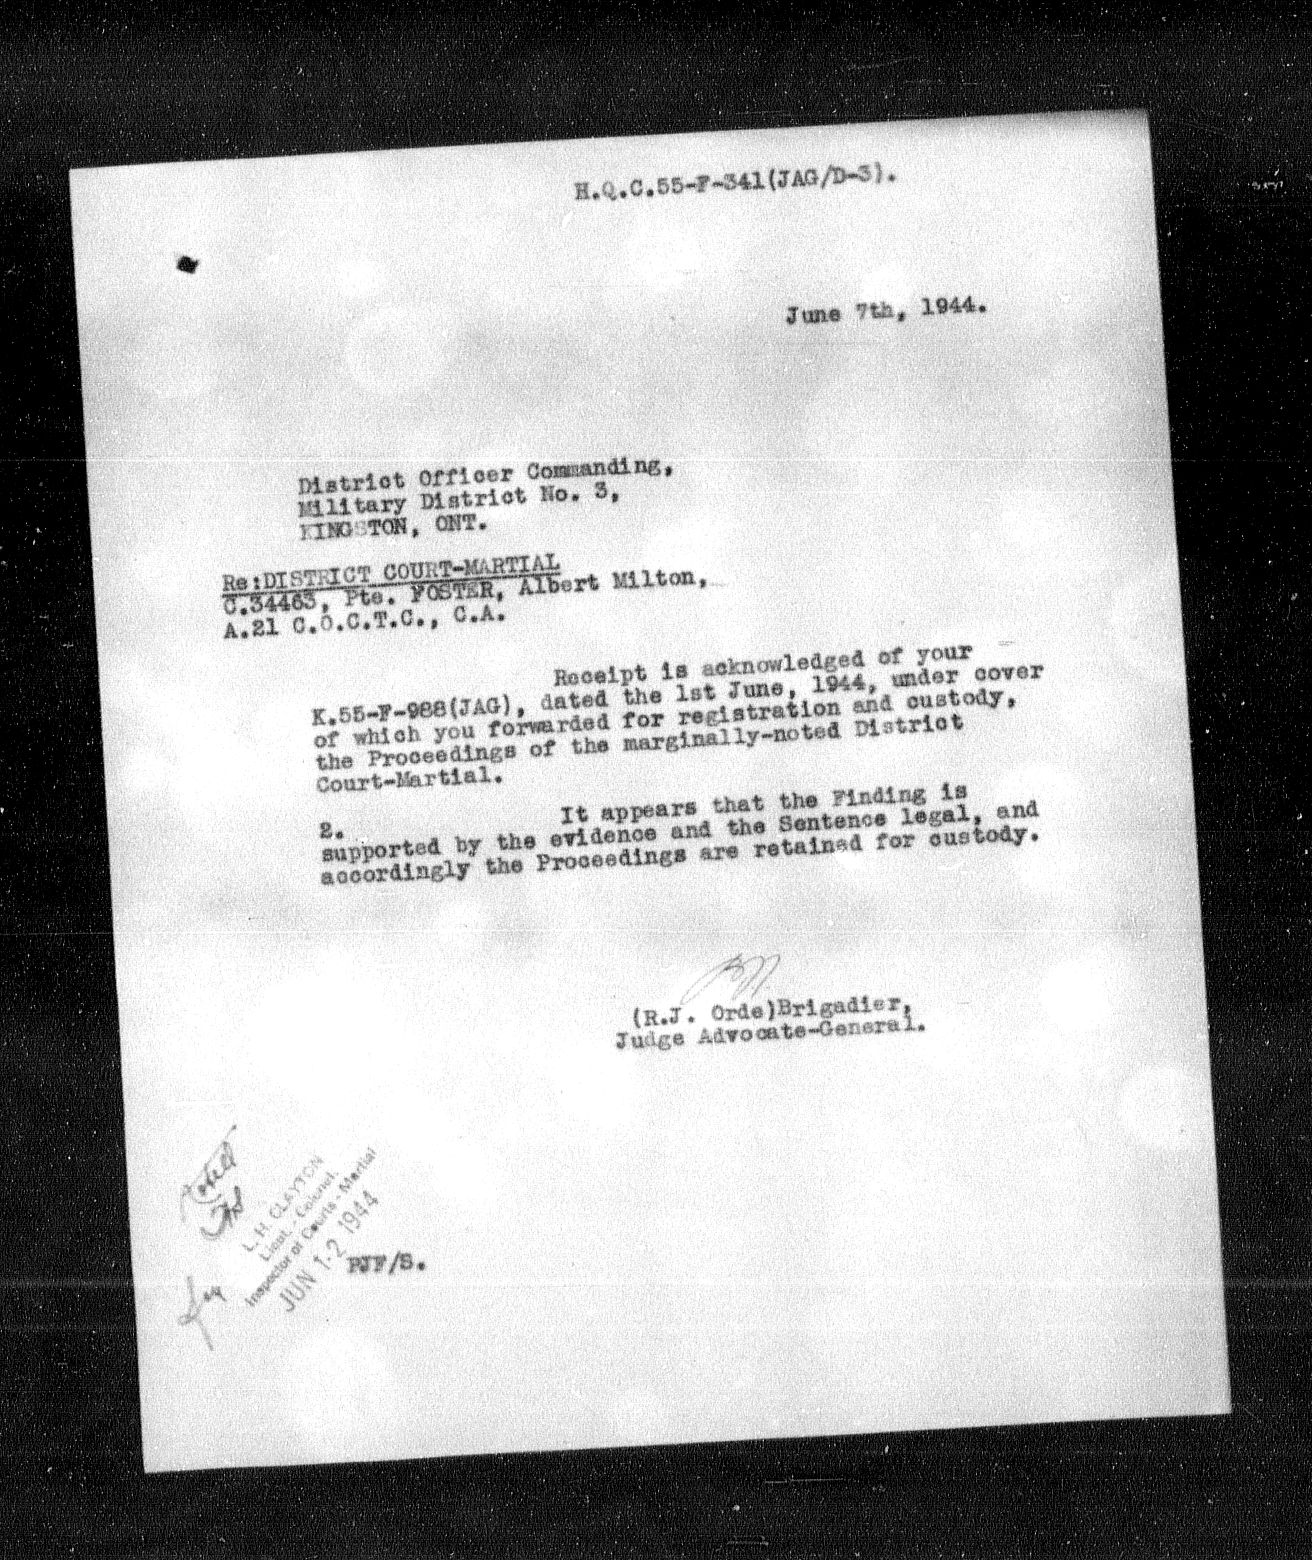 H.Q.C.55-F-341(JAG/D-3).
June 7th, 1944.
District Officer Commanding,
Military District No. 3,
KINGSTON, ONT.
Re:DISTRICT COURT-MARTIAL
C.34463, Pte. FOSTER, Albert Milton,
A.21 C.O.C.T.C., C.A.
Receipt is acknowledged of your
K.55-F-988(JAG), dated the 1st June, 1944, under cover
of which you forwarded for registration and custody,
the Proceedings of the marginally-noted District
Court-Martial.
2. It appears that the Finding is
supported by the evidence and the Sentence legal, and
accordingly the Proceedings are retained for custody.
(R.J. Orde)Brigadier,
Judge Advocate-General.
L. H. CLAYTON
Lieut. - Colonel.
Inspector of Courts - Martial
JUN 12 1944
PJF/S.